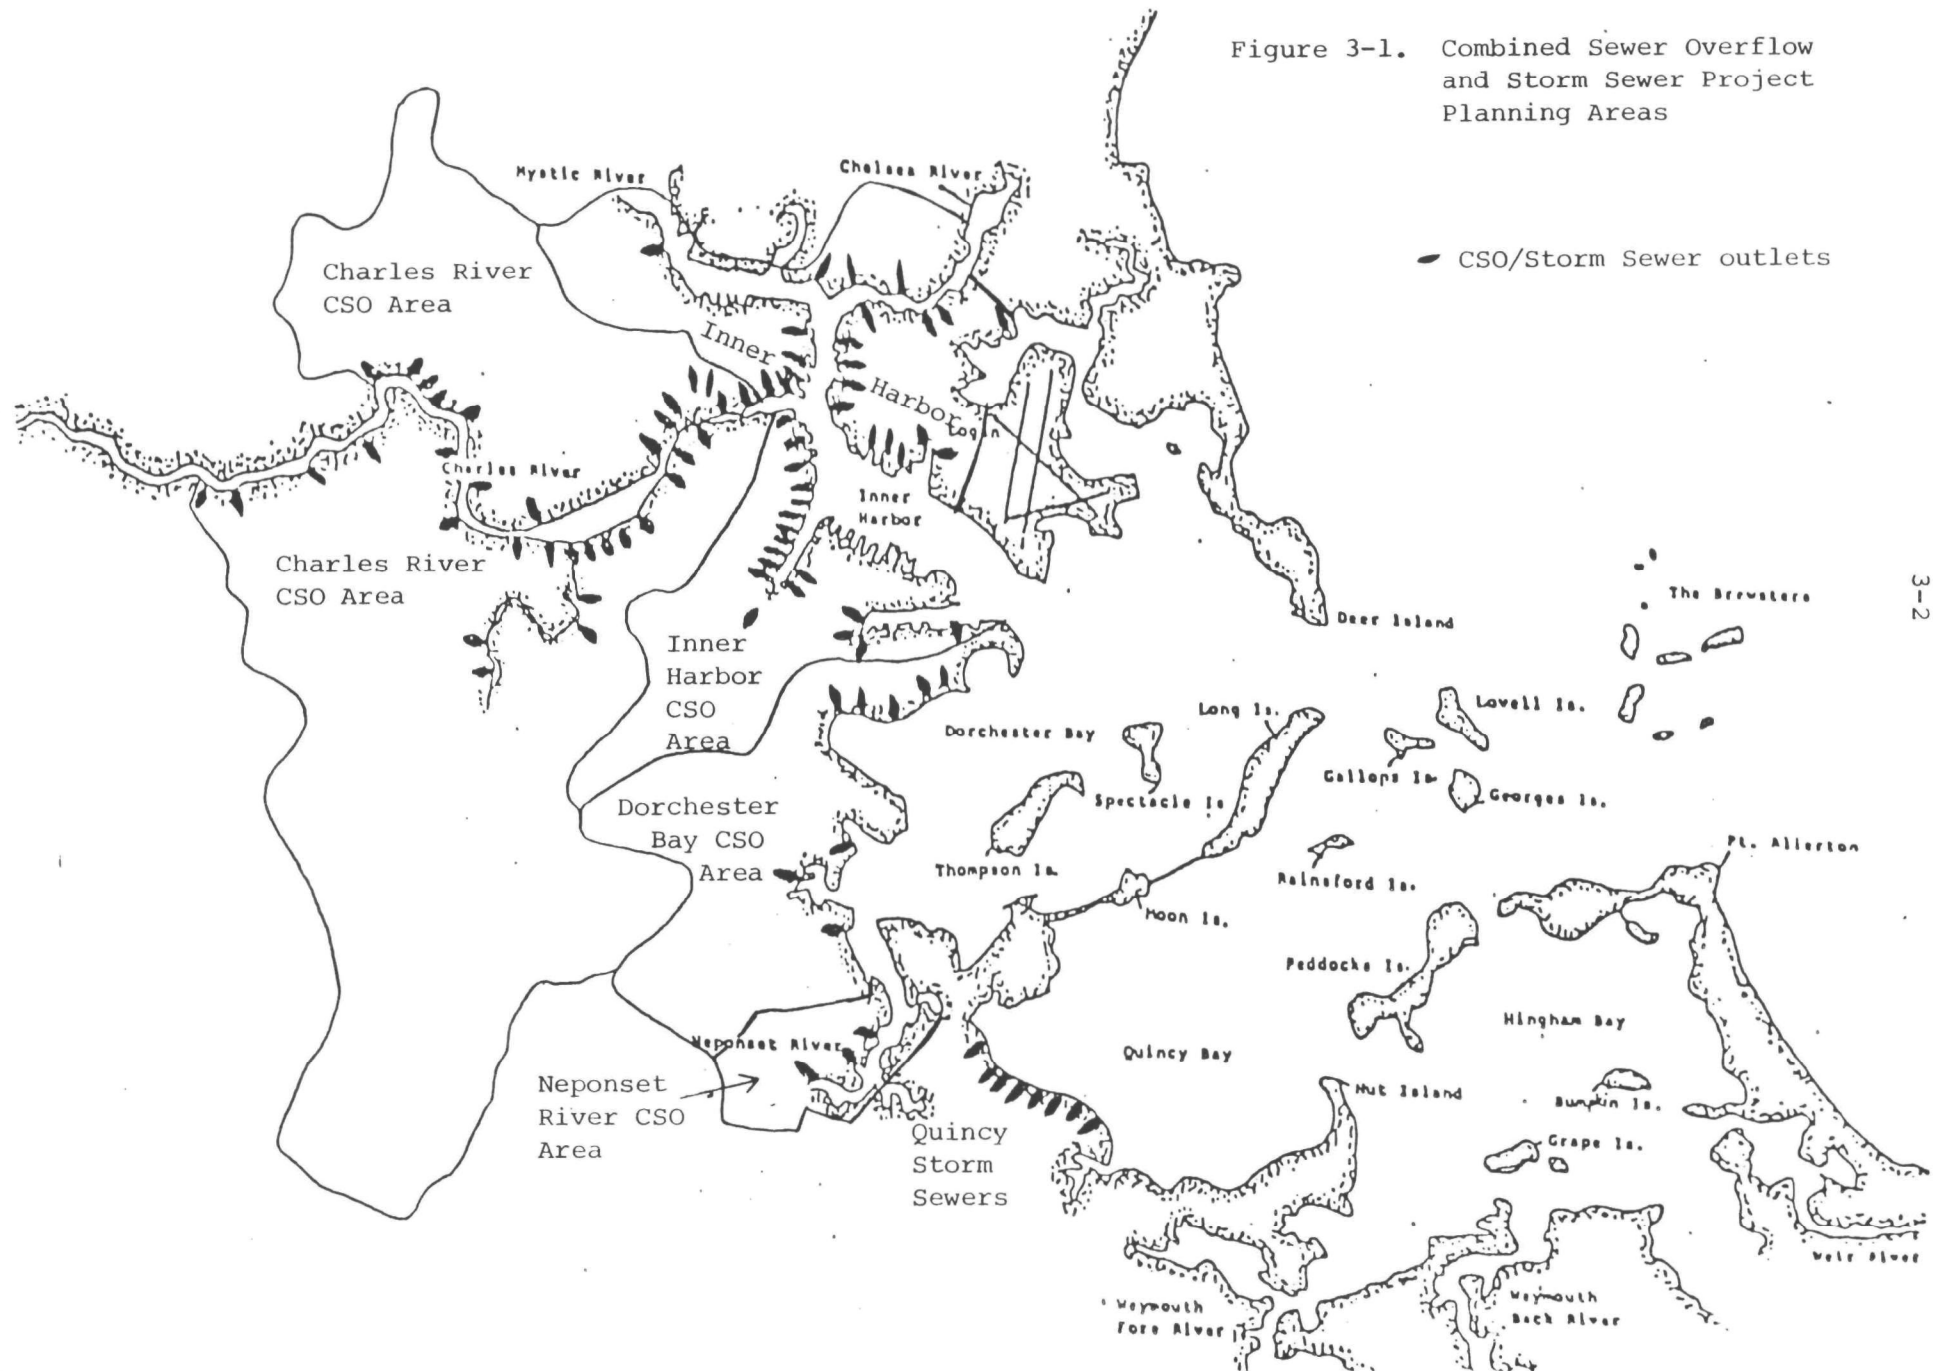 Figure 3-1. Combined Sewer Overflow
and Storm Sewer Project
Planning Areas
Mystic River
Chelsea River
CSO/Storm Sewer outlets
Charles River
CSO Area
Inner
Harbor
Logan
Charles River
Inner
Harbor
Charles River
CSO Area
3-2
The Brewsters
Deer Island
Inner
Harbor
CSO
Area
Long Is.
Lovell Is.
Dorchester Bay
Gallops Is.
Spectacle Is
Georges Is.
Dorchester
Bay CSO
Area
Thompson Is.
Rainsford Is.
Pt. Allerton
Moon Is.
Peddocks Is.
Hingham Bay
Neponset River
Quincy Bay
Neponset
River CSO
Area
Nut Island
Bumpkin Is.
Quincy
Storm
Sewers
Grape Is.
Weir River
Weymouth
Fore River
Weymouth
Back River